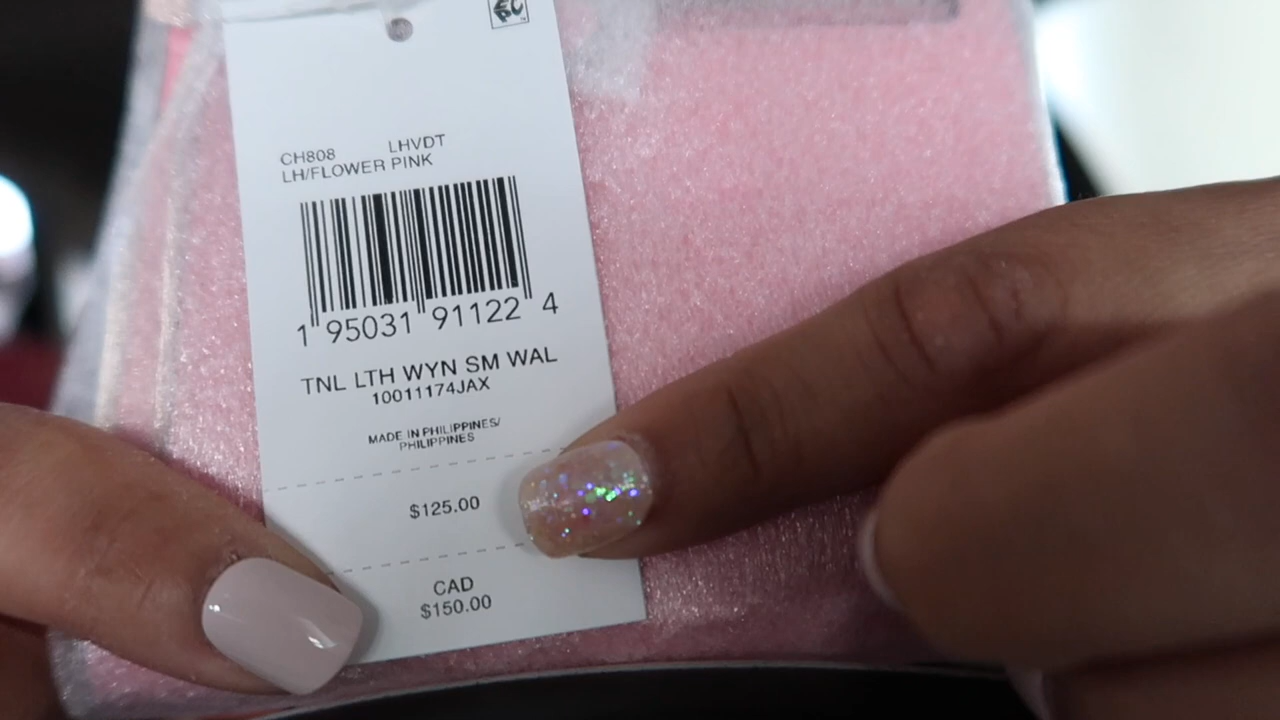 EPC
CH808 LHVDT
LH/FLOWER PINK
1 95031 91122 4
TNL LTH WYN SM WAL
10011174JAX
MADE IN PHILIPPINES/
PHILIPPINES
$125.00
CAD
$150.00